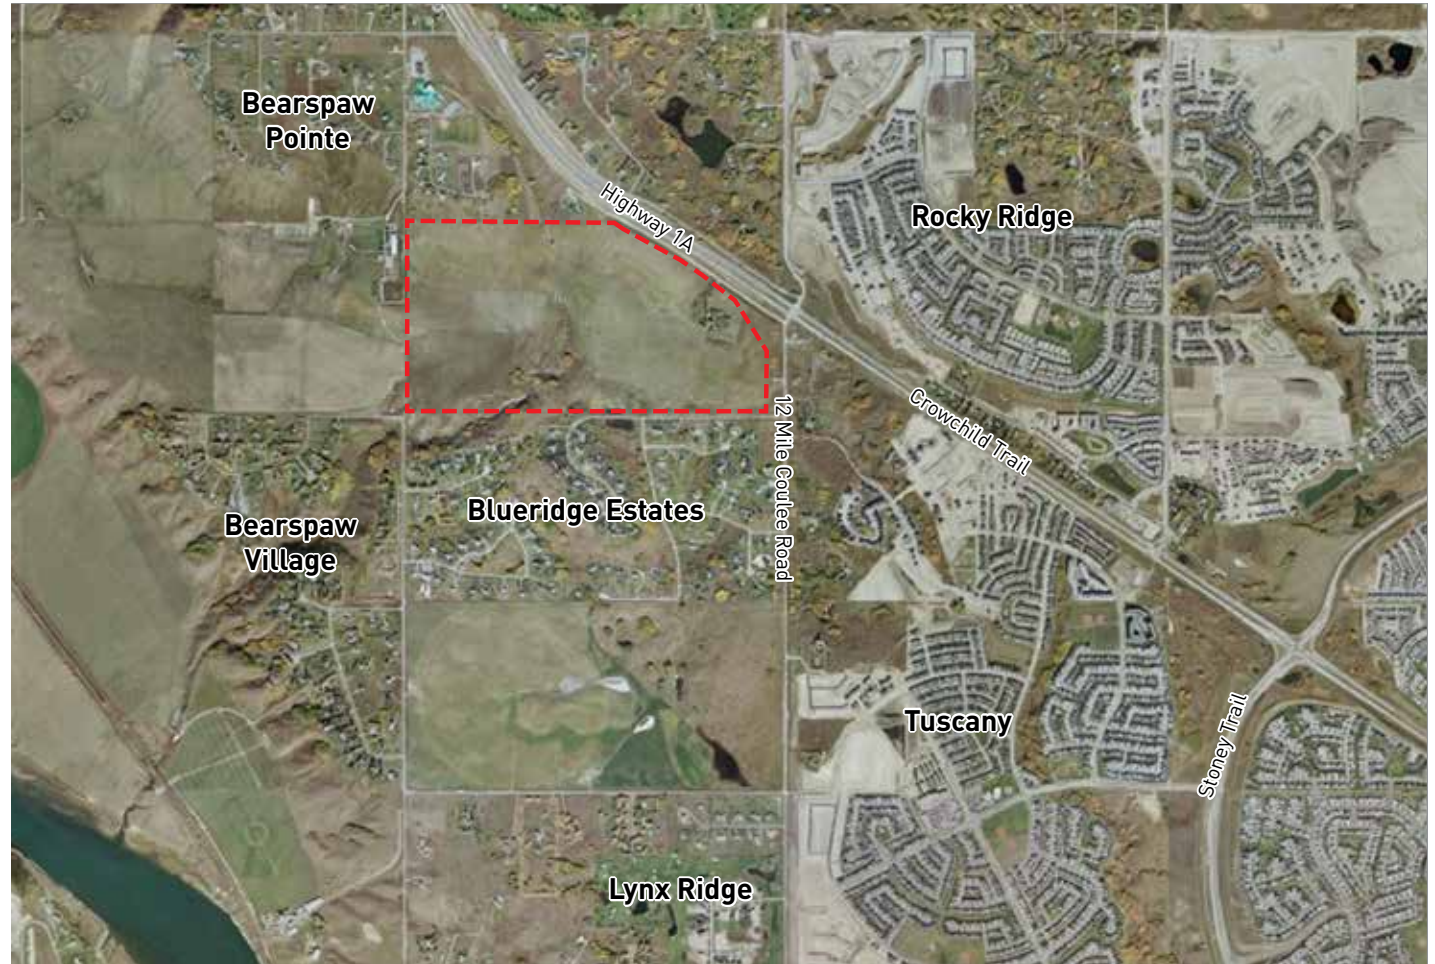 Bearspaw
Pointe
Highway 1A
Rocky Ridge
12 Mile Coulee Road
Crowchild Trail
Blueridge Estates
Bearspaw
Village
Tuscany
Stoney Trail
Lynx Ridge